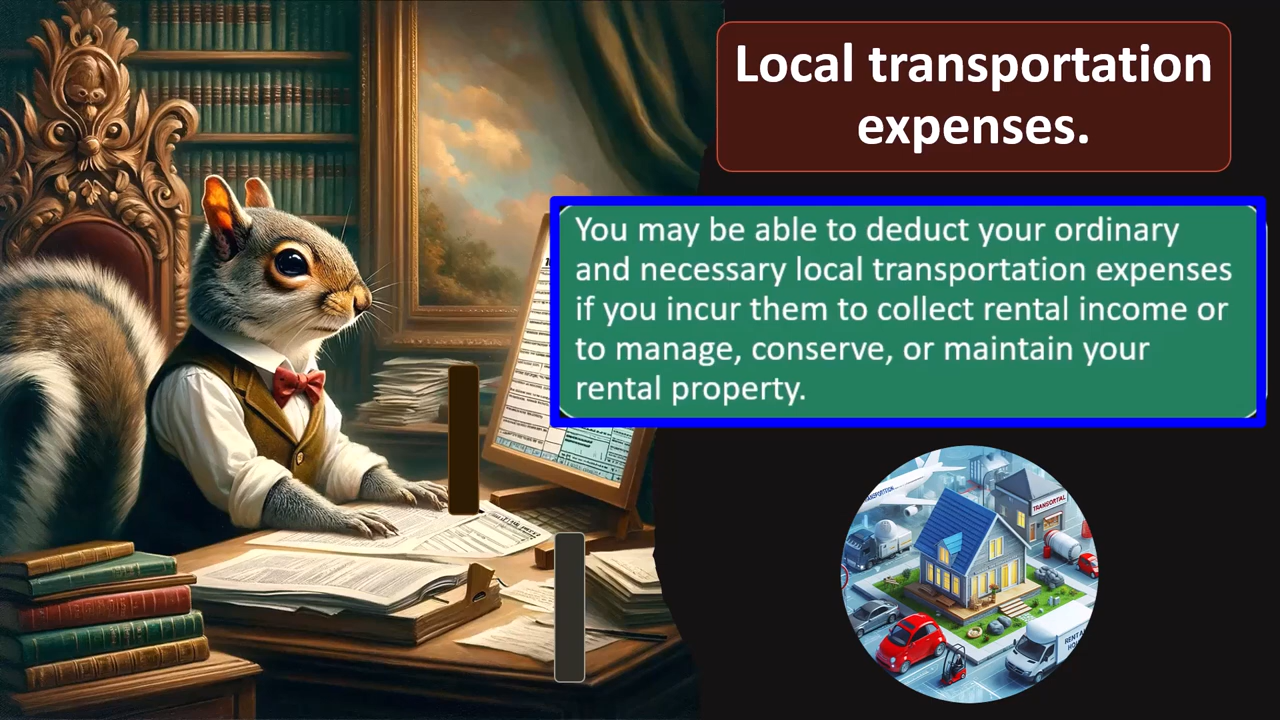 Local transportation
expenses.
You may be able to deduct your ordinary
and necessary local transportation expenses
if you incur them to collect rental income or
to manage, conserve, or maintain your
rental property.